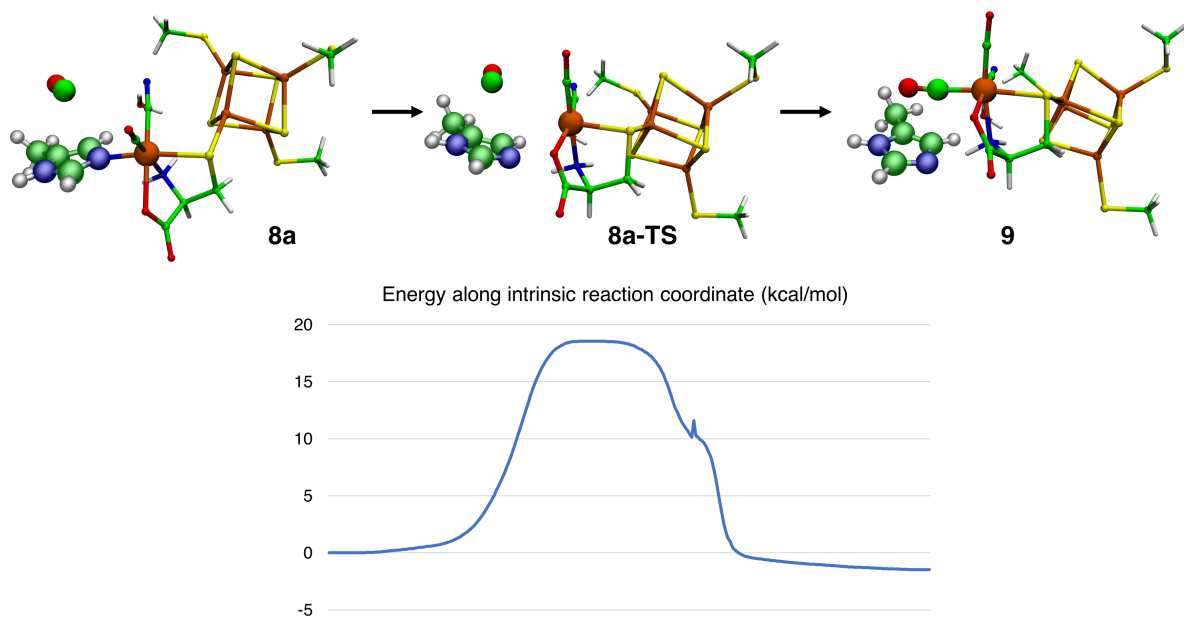 8a
8a-TS
9
Energy along intrinsic reaction coordinate (kcal/mol)
20
15
10
5
0
-5